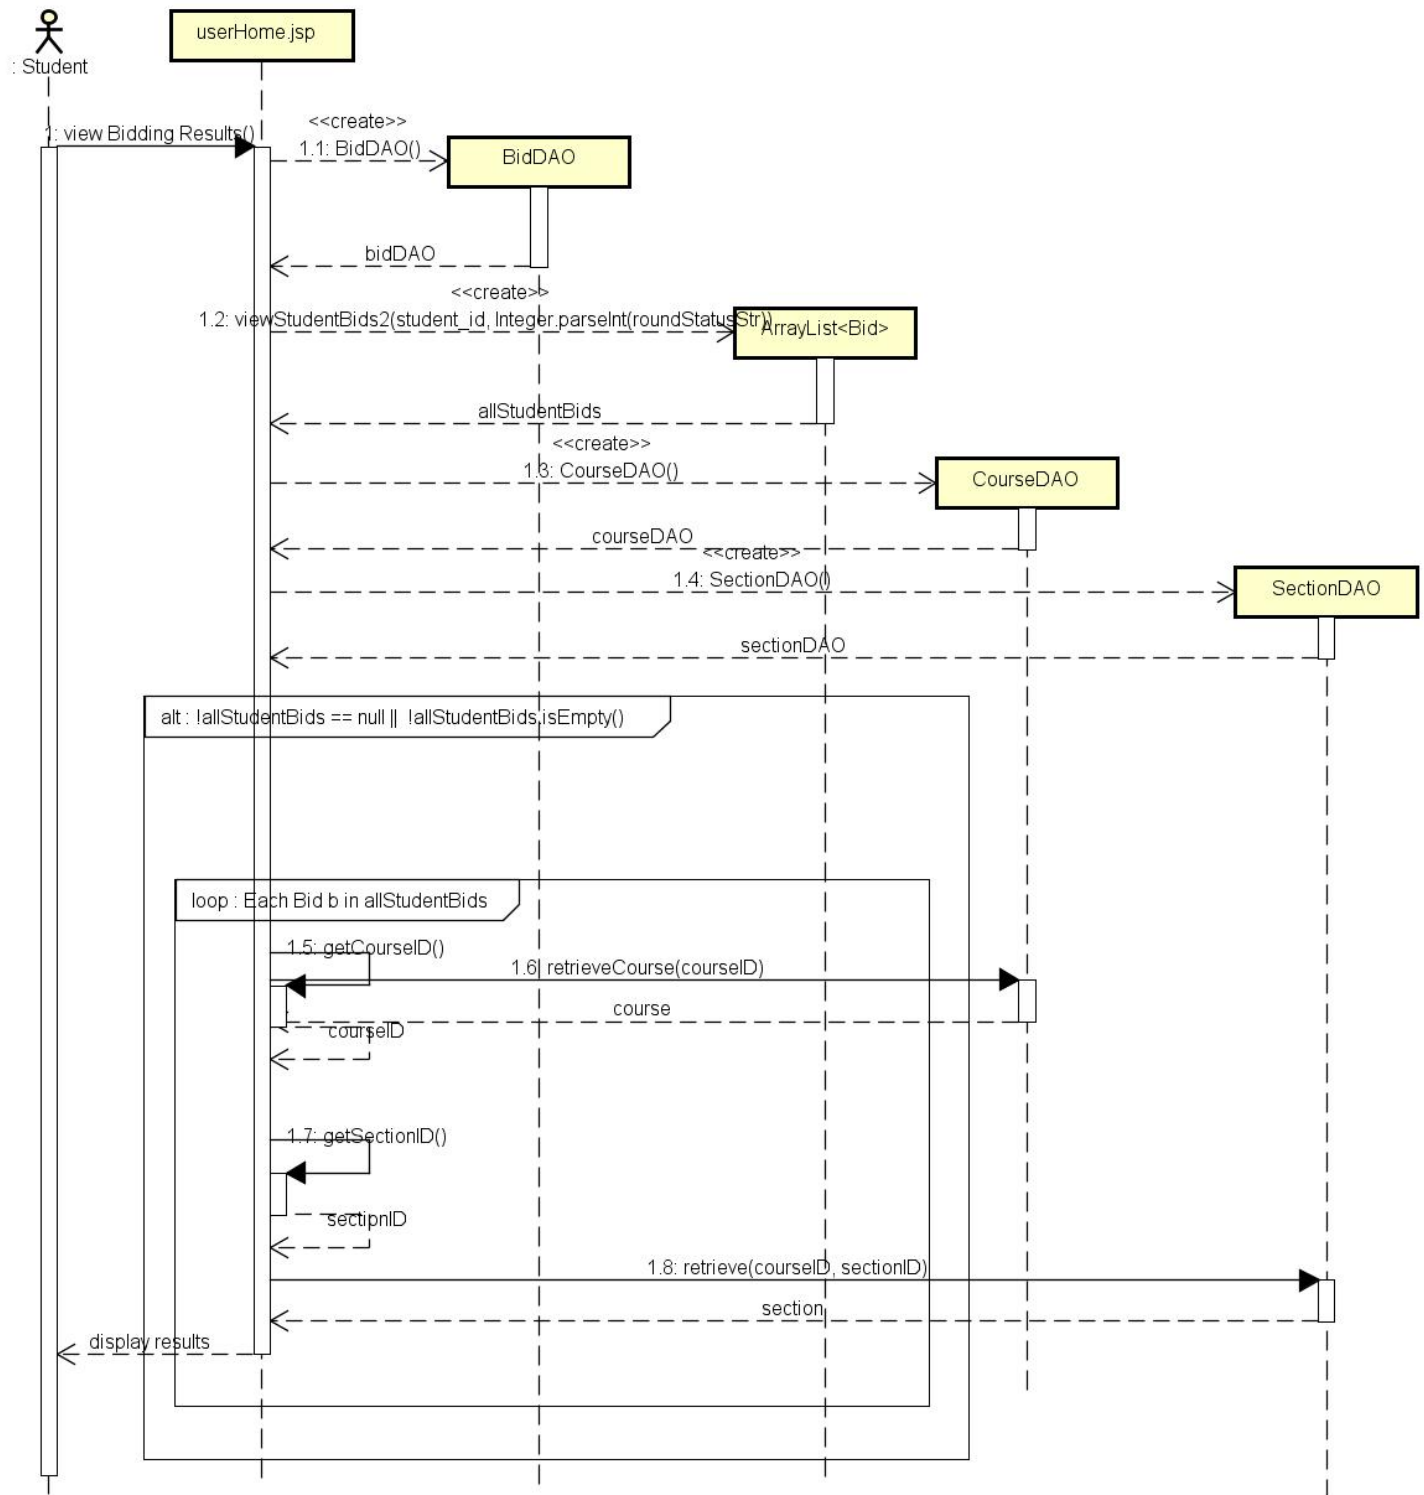 userHome.jsp
: Student
<<create>>
1: view Bidding Results()
1.1: BidDAO()
BidDAO
bidDAO
<<create>>
1.2: viewStudentBids2(student_id, Integer.parseInt(roundStatusStr))
ArrayList<Bid>
allStudentBids
<<create>>
1.3: CourseDAO()
CourseDAO
courseDAO
<<create>>
1.4: SectionDAO()
SectionDAO
sectionDAO
alt : !allStudentBids == null || !allStudentBids.isEmpty()
loop : Each Bid b in allStudentBids
1.5: getCourseID()
1.6: retrieveCourse(courseID)
course
courseID
1.7: getSectionID()
sectionID
1.8: retrieve(courseID, sectionID)
section
display results